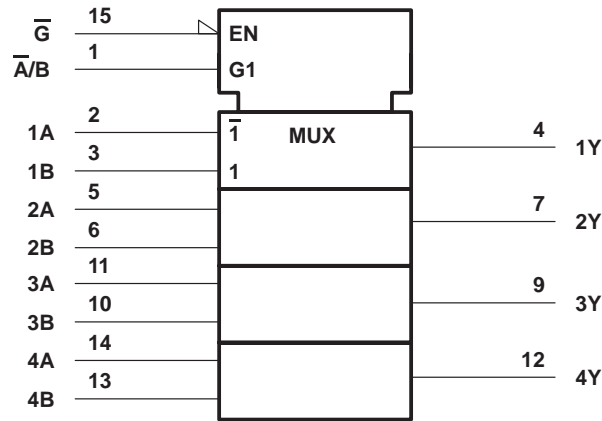 G̅ 15 EN
A̅/B 1 G1
1A 2 1̅ MUX 4 1Y
1B 3 1
2A 5 7 2Y
2B 6
3A 11 9 3Y
3B 10
4A 14 12 4Y
4B 13